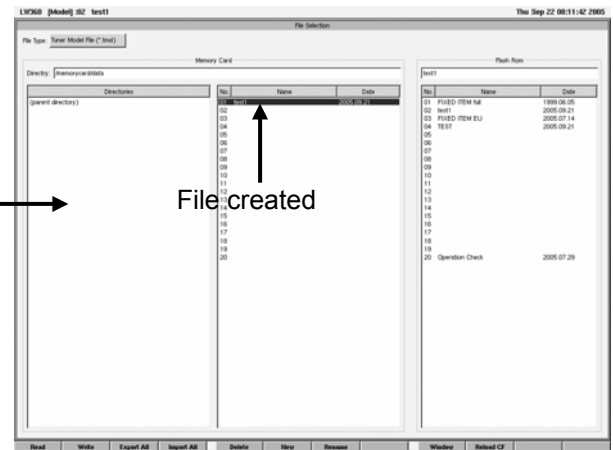 LW360 [Model] :02 test1 Thu Sep 22 08:11:42 2005
File Selection
File Type: Tuner Model File (*.tmd)
Memory Card
Directry: /memorycard/data
Directories
(parent directory)
No. Name Date
01 test1 2005.09.21
02
03
04
05
06
07
08
09
10
11
12
13
14
15
16
17
18
19
20
File created
Flash Rom
test1
No. Name Date
01 FIXED ITEM full 1999.06.05
02 test1 2005.09.21
03 FIXED ITEM EU 2005.07.14
04 TEST 2005.09.21
05
06
07
08
09
10
11
12
13
14
15
16
17
18
19
20 Operation Check 2005.07.29
Read Write Export All Import All Delete New Rename Window Reload CF